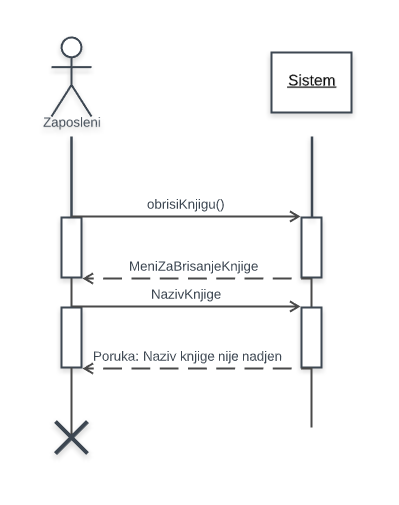 Zaposleni
Sistem
obrisiKnjigu()
MeniZaBrisanjeKnjige
NazivKnjige
Poruka: Naziv knjige nije nadjen